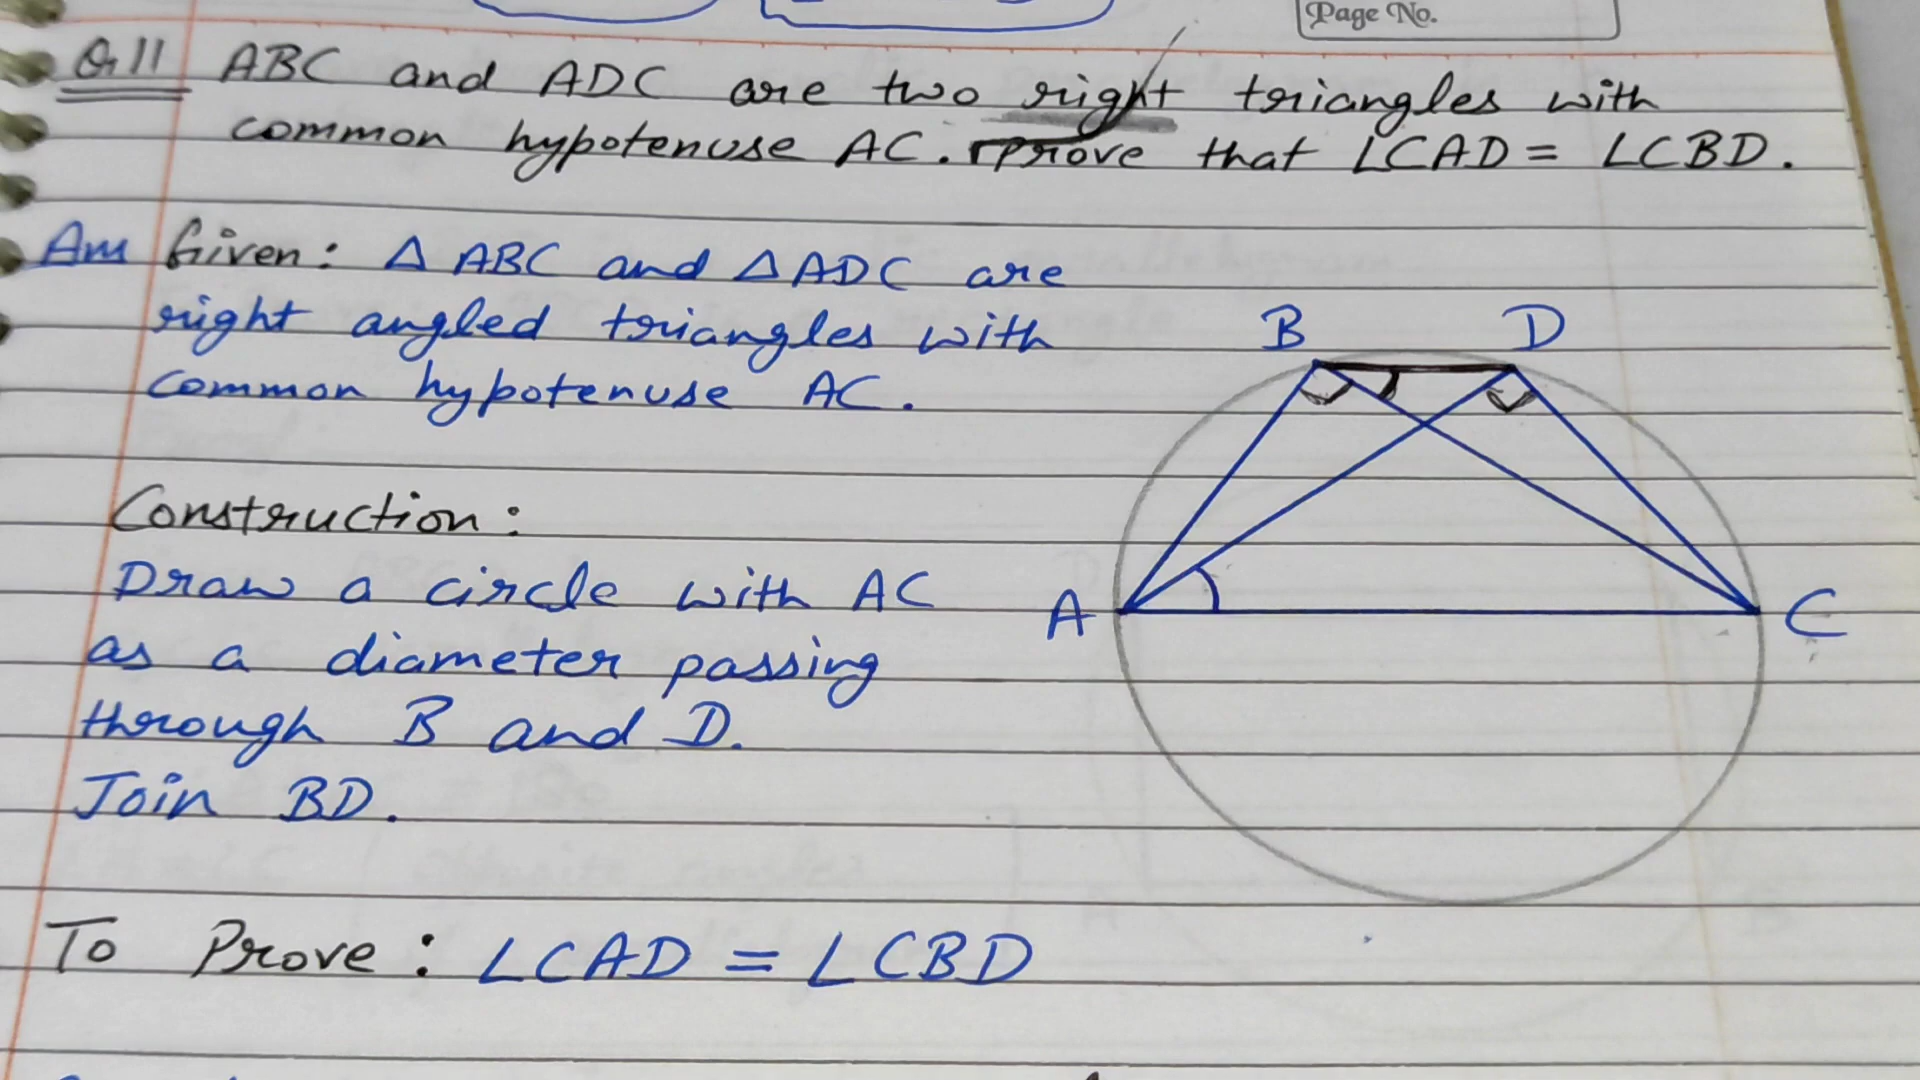 Page No.
Q.11 ABC and ADC are two right triangles with
common hypotenuse AC. Prove that ∠CAD = ∠CBD.
Ans Given: △ ABC and △ ADC are
right angled triangles with
common hypotenuse AC.
B D
Construction:
Draw a circle with AC
A C
as a diameter passing
through B and D.
Join BD.
To Prove: ∠CAD = ∠CBD